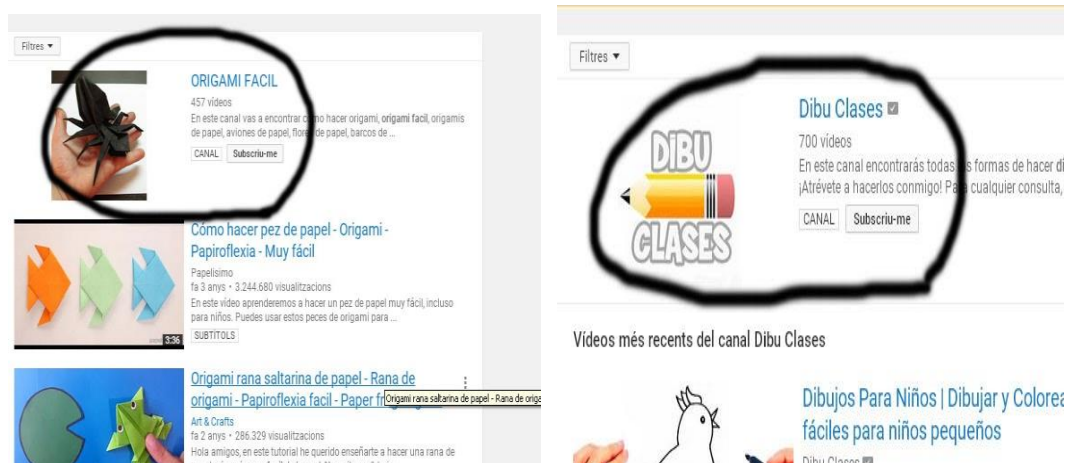 Filtres
ORIGAMI FACIL
457 vídeos
En este canal vas a encontrar como hacer origami, origami facil, origamis
de papel, aviones de papel, flores de papel, barcos de ...
CANAL Subscriu-me
Cómo hacer pez de papel - Origami -
Papiroflexia - Muy fácil
Papelisimo
fa 3 anys • 3.244.680 visualitzacions
En este vídeo aprenderemos a hacer un pez de papel muy fácil, incluso
para niños. Puedes usar estos peces de origami para ...
3:36
SUBTÍTOLS
Origami rana saltarina de papel - Rana de
origami - Papiroflexia facil - Paper
Origami rana saltarina de papel - Rana de origa
Art & Crafts
fa 2 anys • 286.329 visualitzacions
Hola amigos, en este tutorial he querido enseñarte a hacer una rana de
Filtres
DIBU
CLASES
Dibu Clases
700 vídeos
En este canal encontrarás todas formas de hacer di
¡Atrévete a hacerlos conmigo! Para cualquier consulta,
CANAL Subscriu-me
Vídeos més recents del canal Dibu Clases
Dibujos Para Niños | Dibujar y Colorea
fáciles para niños pequeños
Dibu Clases